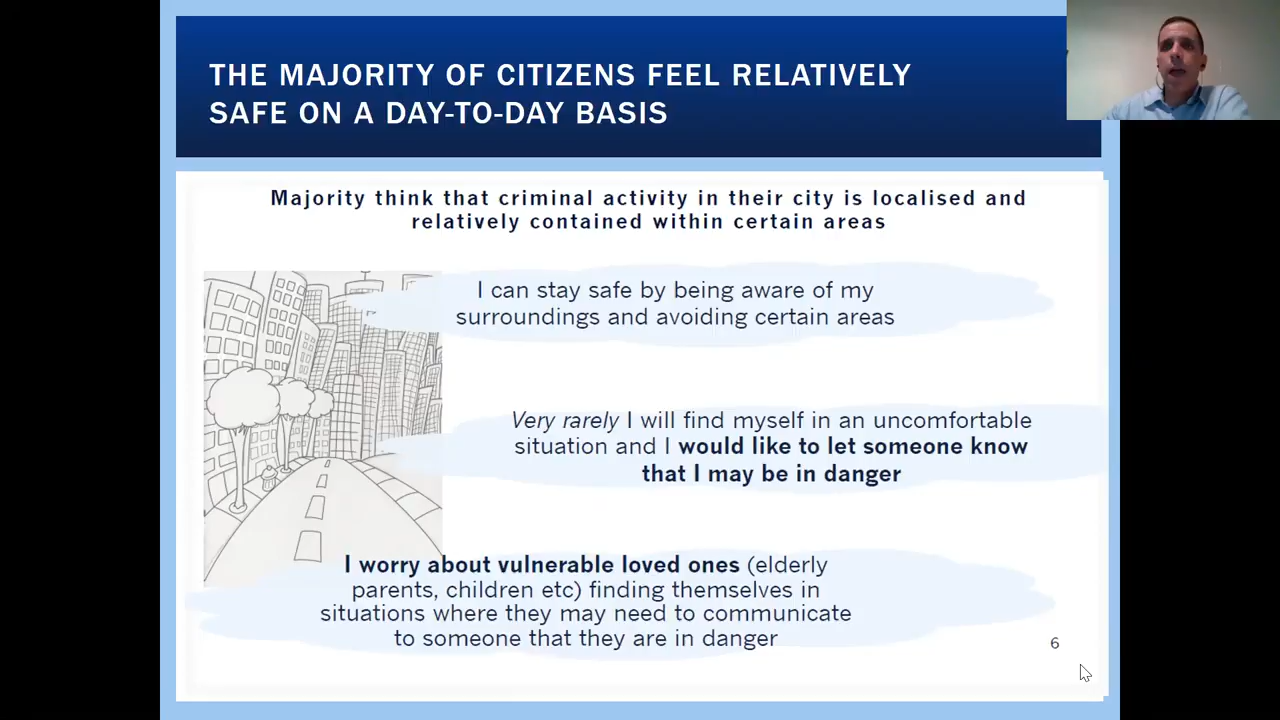 THE MAJORITY OF CITIZENS FEEL RELATIVELY
SAFE ON A DAY-TO-DAY BASIS
Majority think that criminal activity in their city is localised and
relatively contained within certain areas
I can stay safe by being aware of my
surroundings and avoiding certain areas
Very rarely I will find myself in an uncomfortable
situation and I would like to let someone know
that I may be in danger
I worry about vulnerable loved ones (elderly
parents, children etc) finding themselves in
situations where they may need to communicate
to someone that they are in danger
6